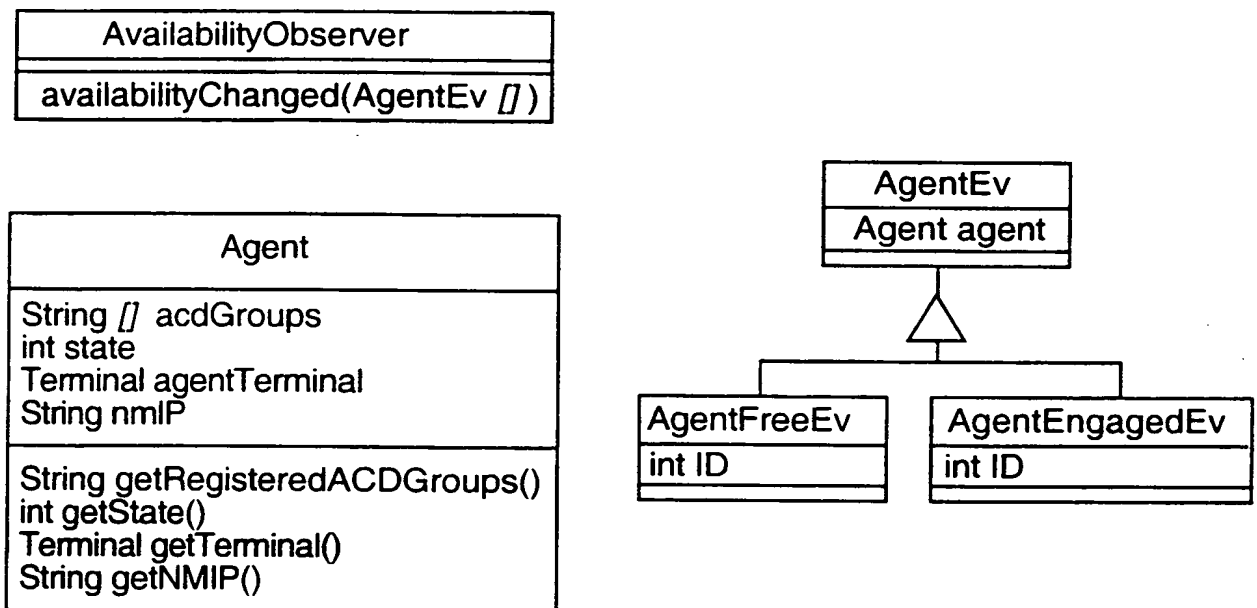 AvailabilityObserver
availabilityChanged(AgentEv [])
Agent
String [] acdGroups
int state
Terminal agentTerminal
String nmIP
String getRegisteredACDGroups()
int getState()
Terminal getTerminal()
String getNMIP()
AgentEv
Agent agent
AgentFreeEv
int ID
AgentEngagedEv
int ID